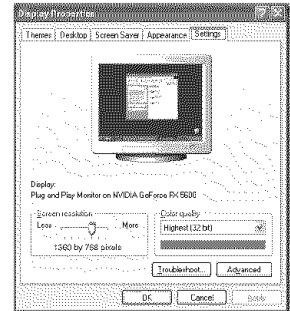 Display Properties
Themes Desktop Screen Saver Appearance Settings
Display:
Plug and Play Monitor on NVIDIA GeForce FX 5600
Screen resolution
Less More
1360 by 768 pixels
Color quality
Highest (32 bit)
Troubleshoot... Advanced
OK Cancel Apply